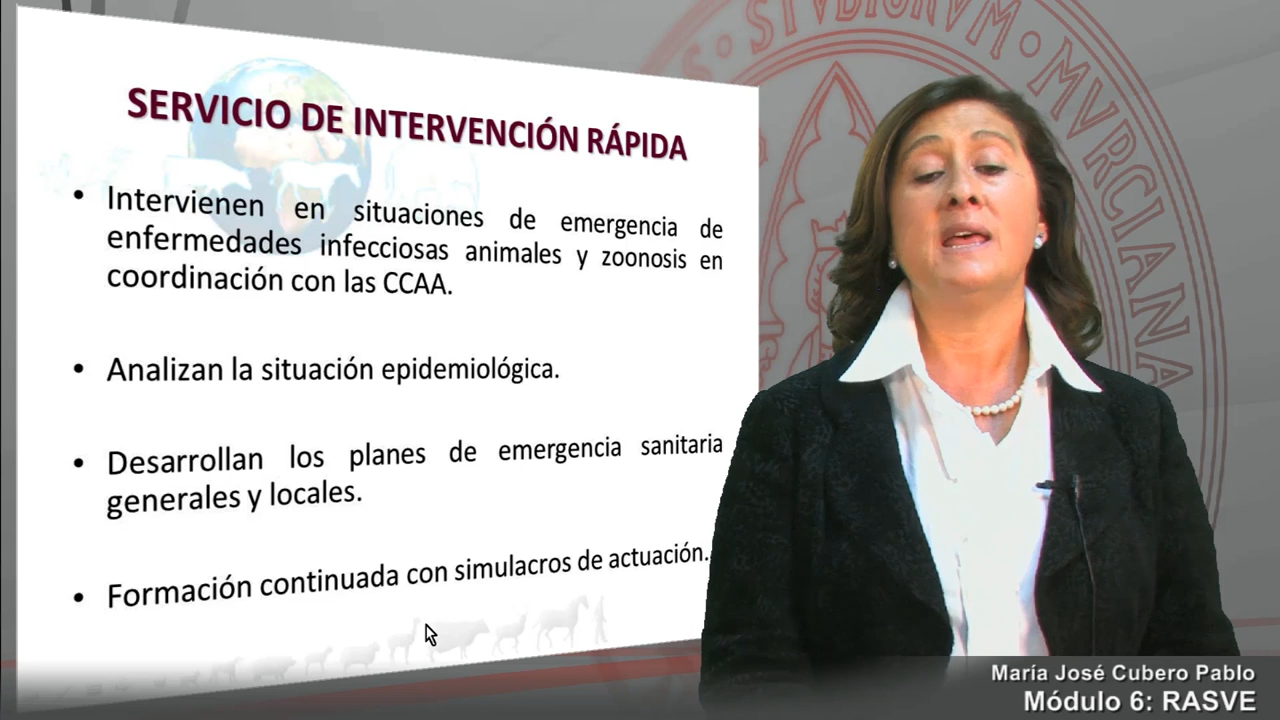 SERVICIO DE INTERVENCIÓN RÁPIDA
• Intervienen en situaciones de emergencia de
enfermedades infecciosas animales y zoonosis en
coordinación con las CCAA.
• Analizan la situación epidemiológica.
• Desarrollan los planes de emergencia sanitaria
generales y locales.
• Formación continuada con simulacros de actuación.
STVDIORVM · MVRCIANA
María José Cubero Pablo
Módulo 6: RASVE